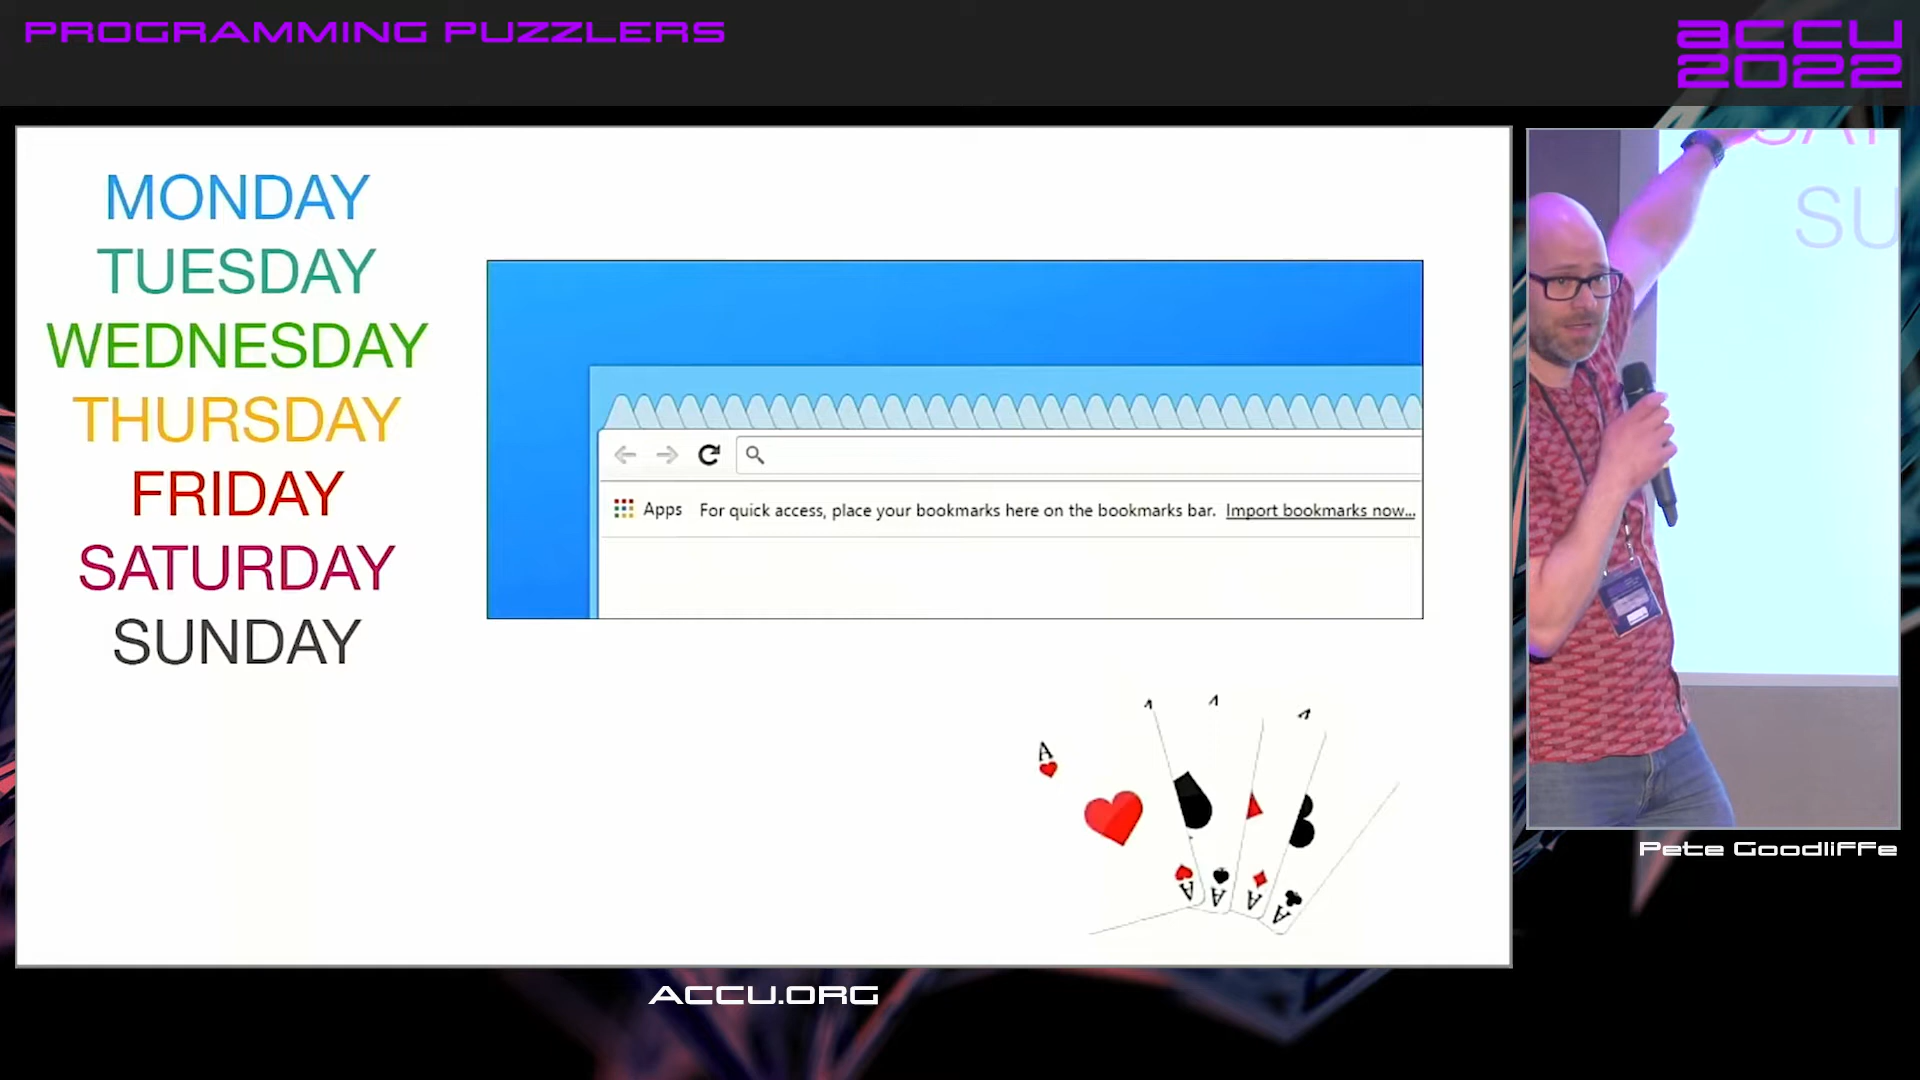 PROGRAMMING PUZZLERS
accu
2022
MONDAY
TUESDAY
WEDNESDAY
THURSDAY
FRIDAY
SATURDAY
SUNDAY
Apps For quick access, place your bookmarks here on the bookmarks bar. Import bookmarks now...
A
A A A A
SAT
SU
Pete Goodliffe
ACCU.ORG